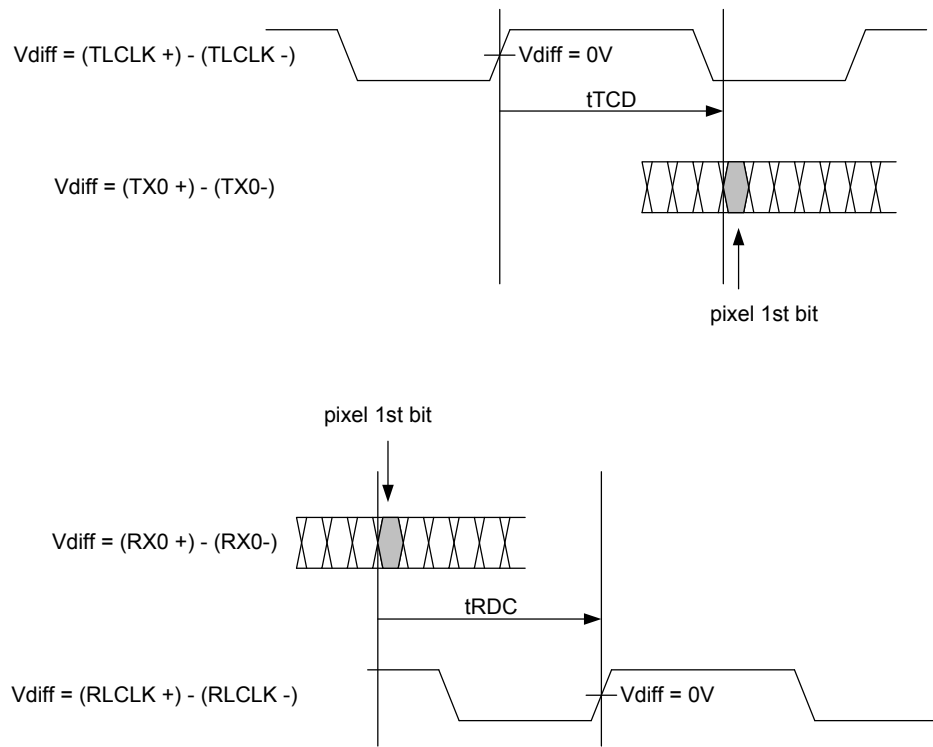 Vdiff = (TLCLK +) - (TLCLK -)
Vdiff = 0V
tTCD
Vdiff = (TX0 +) - (TX0-)
pixel 1st bit
pixel 1st bit
Vdiff = (RX0 +) - (RX0-)
tRDC
Vdiff = (RLCLK +) - (RLCLK -)
Vdiff = 0V